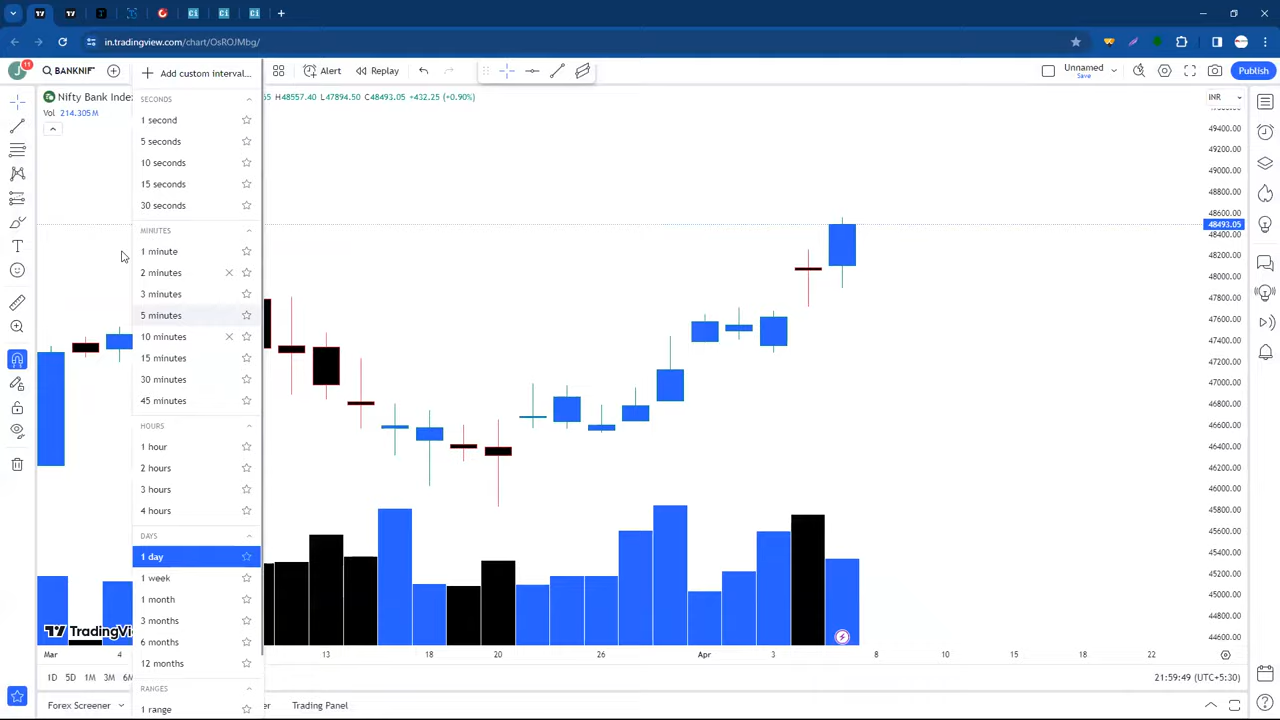 in.tradingview.com/chart/OsROJMbg/
J 11 BANKNIF Add custom interval... Alert Replay Unnamed Save Publish
Nifty Bank Index
H48557.40 L47894.50 C48493.05 +432.25 (+0.90%)
INR
Vol 214.305M
SECONDS
1 second
5 seconds
10 seconds
15 seconds
30 seconds
MINUTES
1 minute
2 minutes
3 minutes
5 minutes
10 minutes
15 minutes
30 minutes
45 minutes
HOURS
1 hour
2 hours
3 hours
4 hours
DAYS
1 day
1 week
1 month
3 months
6 months
12 months
RANGES
1 range
49400.00
49200.00
49000.00
48800.00
48600.00
48493.05
48400.00
48200.00
48000.00
47800.00
47600.00
47400.00
47200.00
47000.00
46800.00
46600.00
46400.00
46200.00
46000.00
45800.00
45600.00
45400.00
45200.00
45000.00
44800.00
44600.00
TradingVi
Mar 4 13 18 20 26 Apr 3 8 10 15 18 22
1D 5D 1M 3M 6M
21:59:49 (UTC+5:30)
Forex Screener er Trading Panel